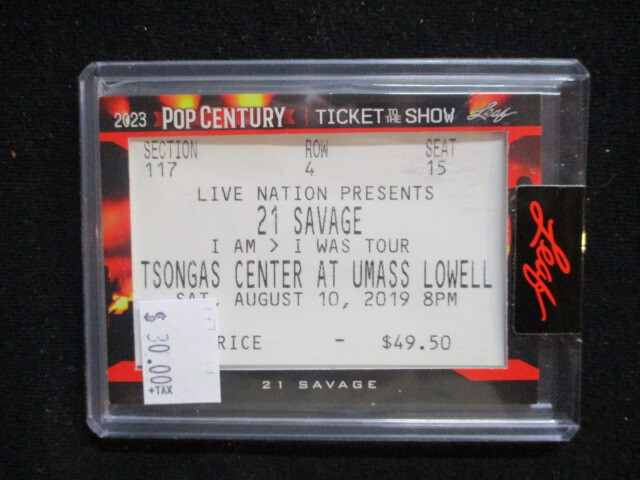 2023 POP CENTURY TICKET TO THE SHOW Leaf
SECTION ROW SEAT
117 4 15
LIVE NATION PRESENTS
21 SAVAGE
I AM > I WAS TOUR
TSONGAS CENTER AT UMASS LOWELL
SAT, AUGUST 10, 2019 8PM
RICE - $49.50
21 SAVAGE
Leaf
$ 30.00
+TAX